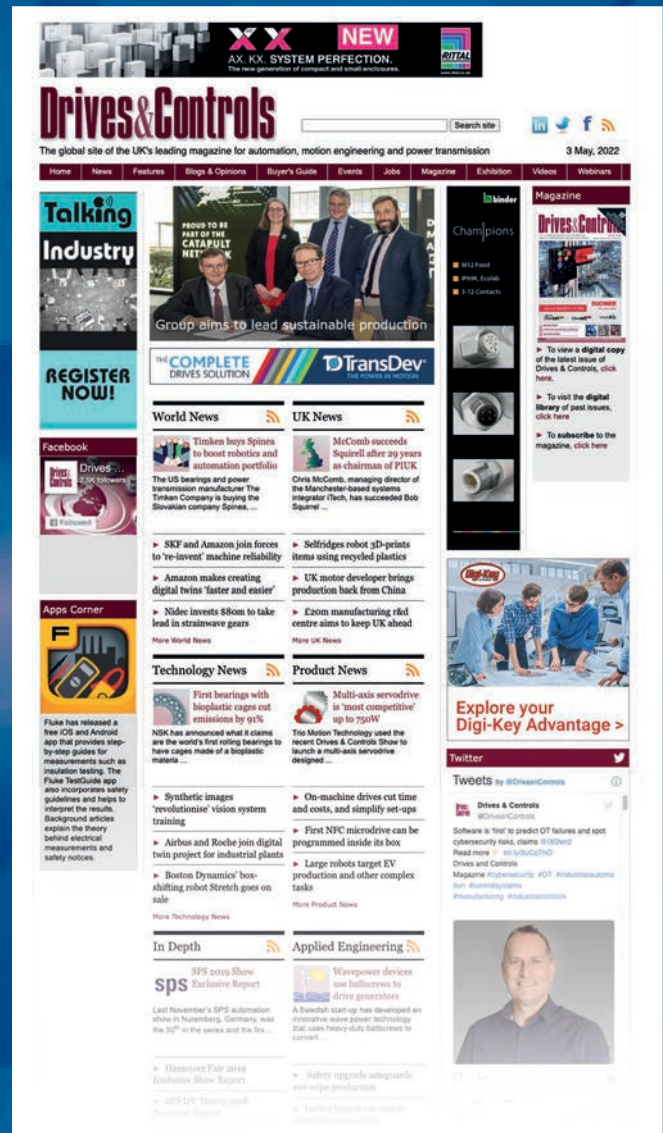 XX
NEW
AX. KX. SYSTEM PERFECTION.
The new generation of compact and small enclosures.
RITTAL
www.rittal.co.uk
Drives&Controls
Search site
in
f
The global site of the UK's leading magazine for automation, motion engineering and power transmission
3 May, 2022
Home News Features Blogs & Opinions Buyer's Guide Events Jobs Magazine Exhibition Videos Webinars
Talking
Industry
REGISTER
NOW!
Facebook
Drives&
Controls
Drives ...
2.5K followers
Followed
Apps Corner
F
Fluke has released a
free iOS and Android
app that provides step-
by-step guides for
measurements such as
insulation testing. The
Fluke TestGuide app
also incorporates safety
guidelines and helps to
interpret the results.
Background articles
explain the theory
behind electrical
measurements and
safety notices.
PROUD TO BE
PART OF THE
CATAPULT
Group aims to lead sustainable production
THE COMPLETE
DRIVES SOLUTION
TransDev
THE POWER IN MOTION
World News
Timken buys Spinea
to boost robotics and
automation portfolio
The US bearings and power
transmission manufacturer The
Timken Company is buying the
Slovakian company Spinea, ...
► SKF and Amazon join forces
to ‘re-invent’ machine reliability
► Amazon makes creating
digital twins ‘faster and easier’
► Nidec invests $80m to take
lead in strainwave gears
More World News
UK News
McComb succeeds
Squirrell after 29 years
as chairman of PIUK
Chris McComb, managing director of
the Manchester-based systems
integrator iTech, has succeeded Bob
Squirrel ...
► Selfridges robot 3D-prints
items using recycled plastics
► UK motor developer brings
production back from China
► £20m manufacturing r&d
centre aims to keep UK ahead
More UK News
Technology News
First bearings with
bioplastic cages cut
emissions by 91%
NSK has announced what it claims
are the world's first rolling bearings to
have cages made of a bioplastic
materia ...
► Synthetic images
‘revolutionise’ vision system
training
► Airbus and Roche join digital
twin project for industrial plants
► Boston Dynamics’ box-
shifting robot Stretch goes on
sale
More Technology News
Product News
Multi-axis servodrive
is ‘most competitive’
up to 750W
Trio Motion Technology used the
recent Drives & Controls Show to
launch a multi-axis servodrive
designed ...
► On-machine drives cut time
and costs, and simplify set-ups
► First NFC microdrive can be
programmed inside its box
► Large robots target EV
production and other complex
tasks
More Product News
In Depth
sps
SPS 2019 Show
Exclusive Report
Last November's SPS automation
show in Nuremberg, Germany, was
the 30th in the series and the firs ...
► Hannover Fair 2019
Exclusive Show Report
Applied Engineering
Wavepower devices
use ballscrews to
drive generators
A Swedish start-up has developed an
innovative wave power technology
that uses heavy-duty ballscrews to
convert ...
► Safety upgrade safeguards
wet-wipe production
binder
Cham|pions
M12 Food
IP69K, Ecolab
3-12 Contacts
Magazine
Drives&Controls
► To view a digital copy
of the latest issue of
Drives & Controls, click
here.
► To visit the digital
library of past issues,
click here
► To subscribe to the
magazine, click here
Digi-Key
Explore your
Digi-Key Advantage >
Twitter
Tweets by @DrivesnControls
Drives & Controls
@DrivesnControls
Software is 'first' to predict OT failures and spot
cybersecurity risks, claims
Read more
Drives and Controls
Magazine #cybersecurity #OT #industrialautoma
tion #controlsystems
#manufacturing #industrialcontrols